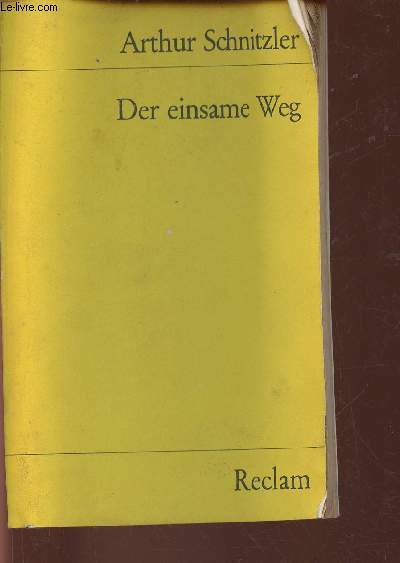 Le-livre.com
Arthur Schnitzler
Der einsame Weg
Reclam